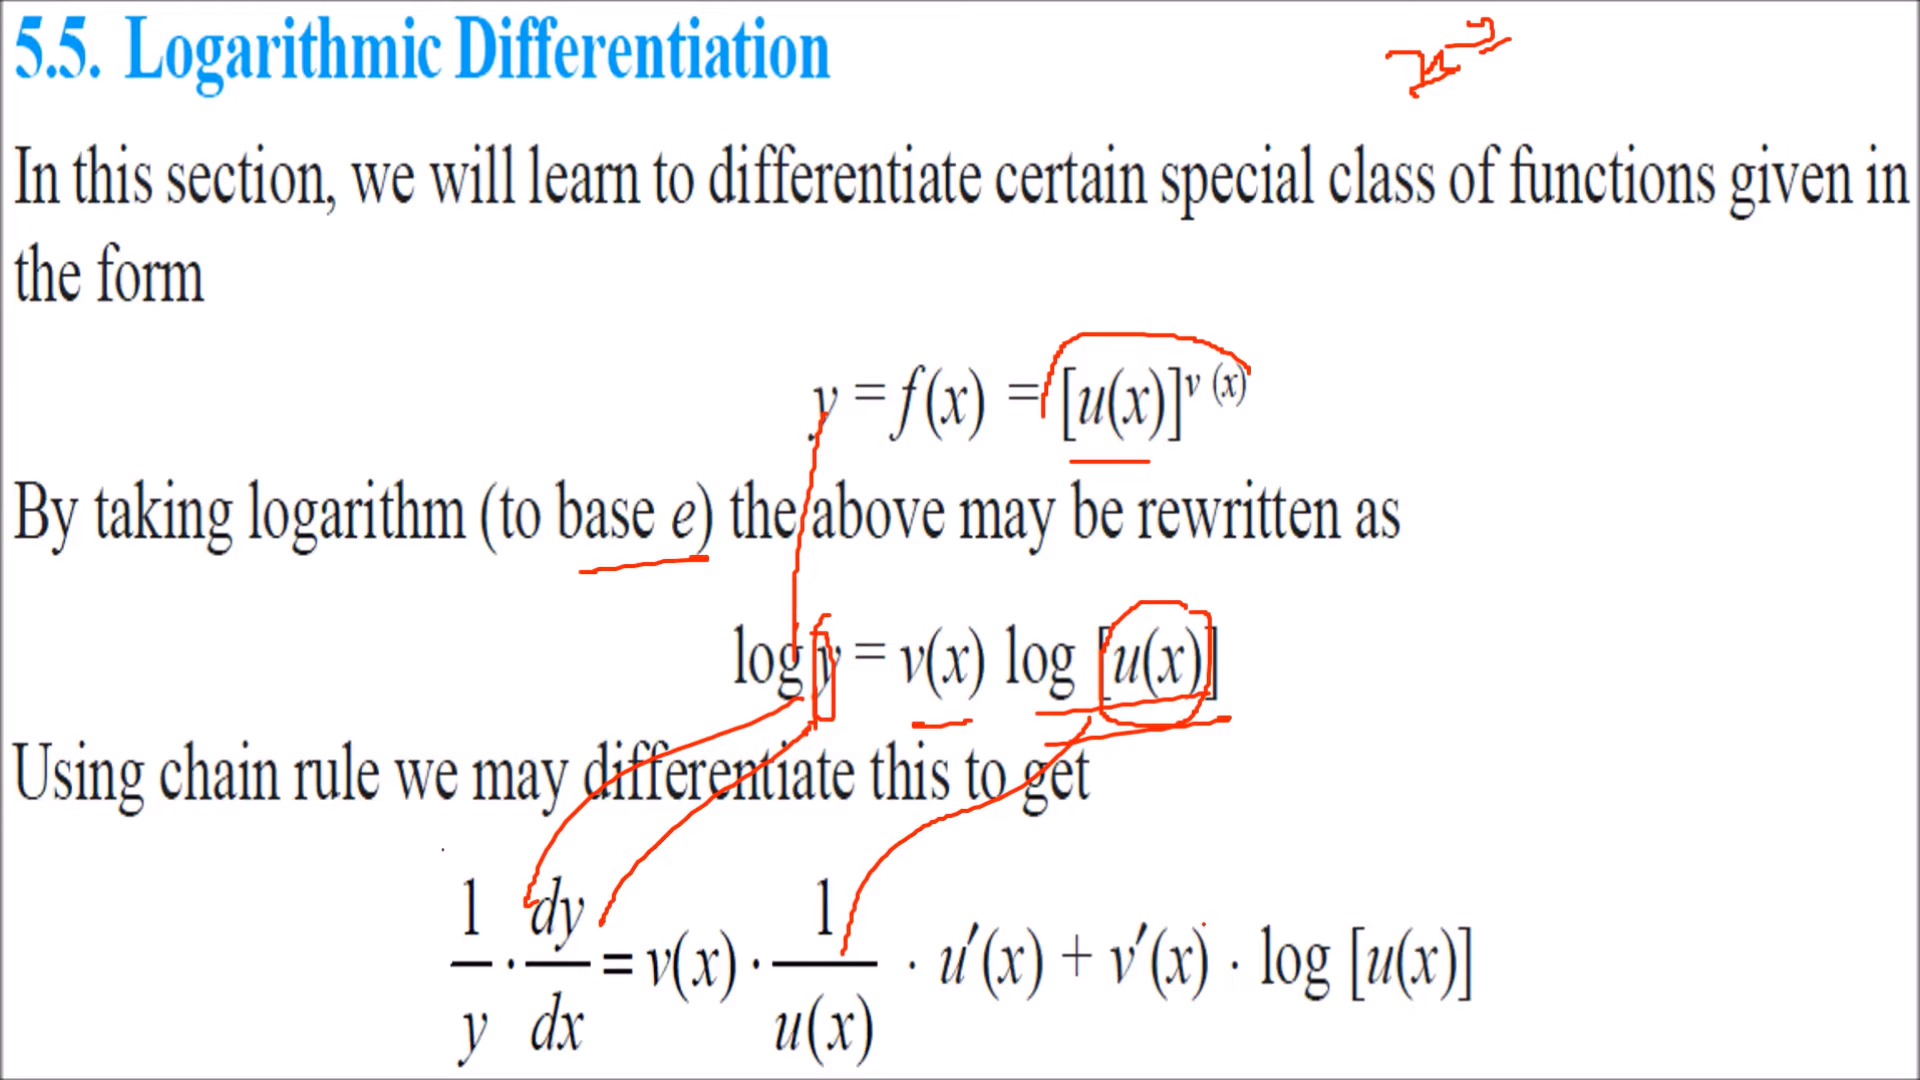 5.5. Logarithmic Differentiation
In this section, we will learn to differentiate certain special class of functions given in
the form
y = f(x) = [u(x)]^v (x)
By taking logarithm (to base e) the above may be rewritten as
log y = v(x) log [u(x)]
Using chain rule we may differentiate this to get
1/y · dy/dx = v(x) · 1/u(x) · u′(x) + v′(x) · log [u(x)]